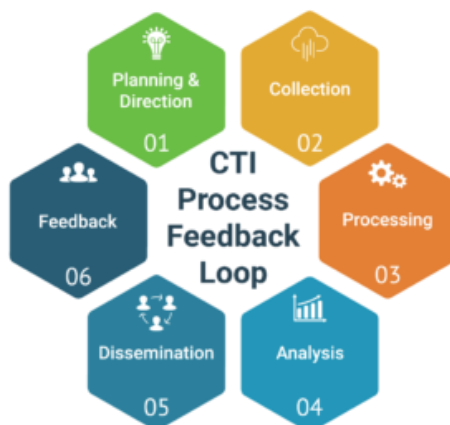 Planning &
Direction
01
Collection
02
CTI
Process
Feedback
Loop
Processing
03
Analysis
04
Dissemination
05
Feedback
06